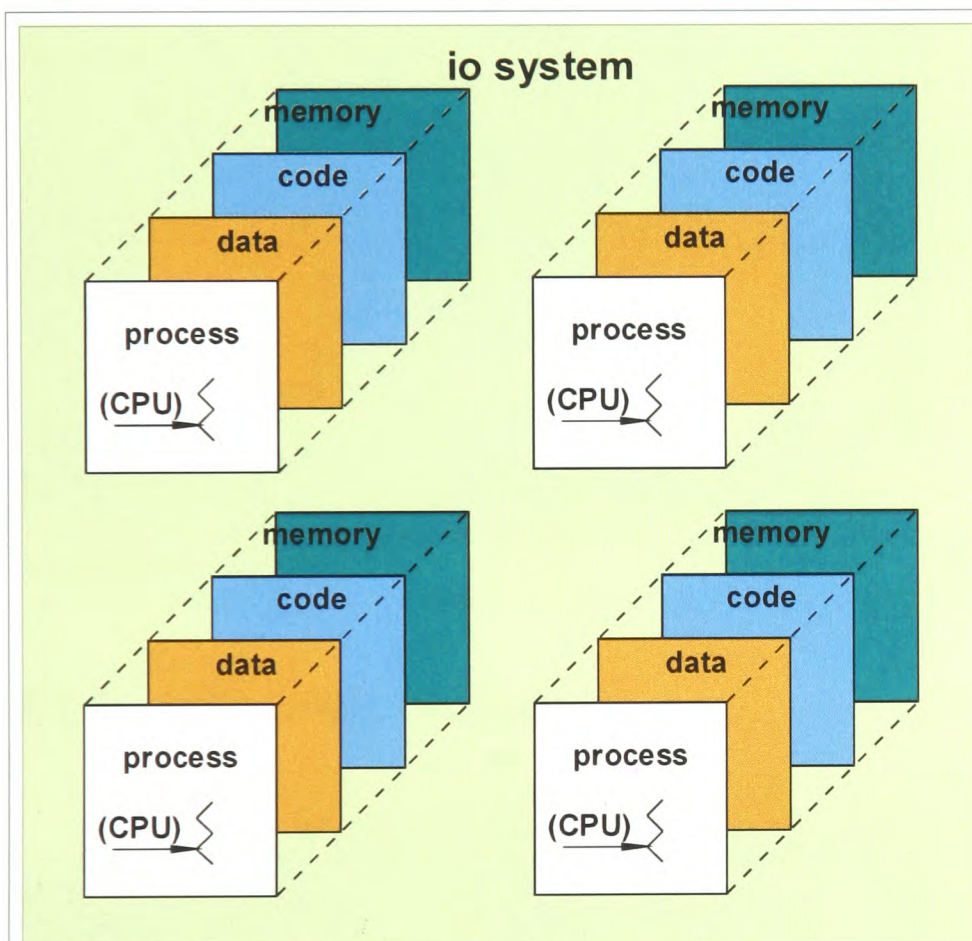 io system
memory
memory
code
code
data
data
process
process
(CPU)
(CPU)
memory
memory
code
code
data
data
process
process
(CPU)
(CPU)